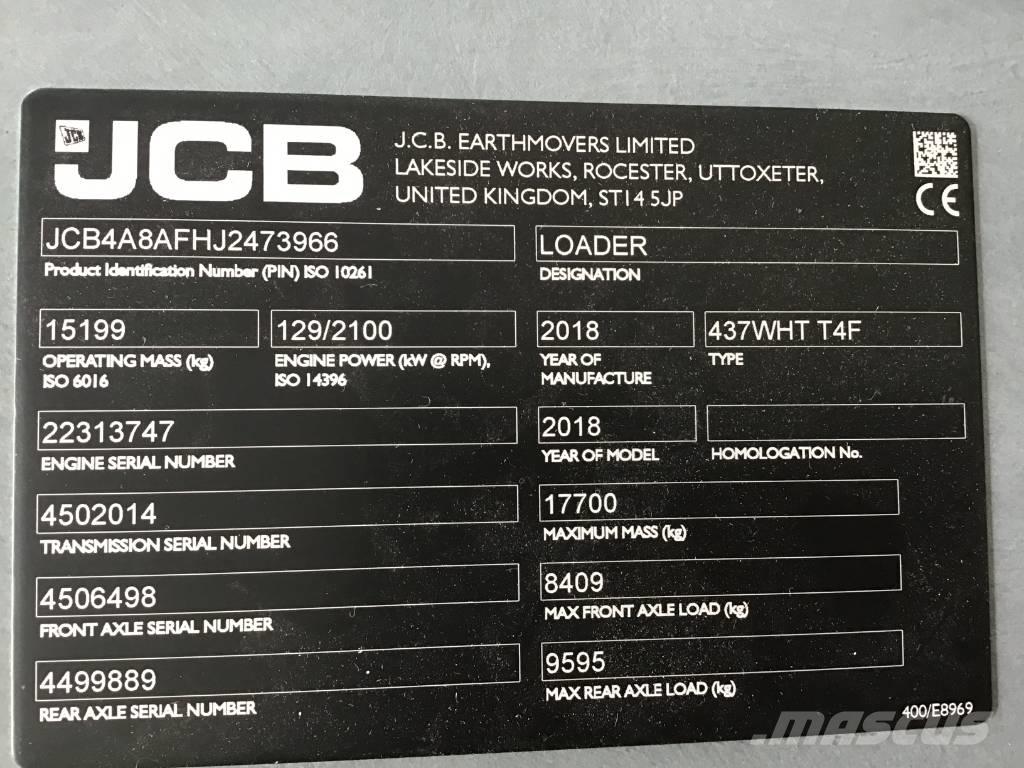 JCB
JCB
J.C.B. EARTHMOVERS LIMITED
LAKESIDE WORKS, ROCESTER, UTTOXETER,
UNITED KINGDOM, ST14 5JP
CE
JCB4A8AFHJ2473966
Product Identification Number (PIN) ISO 10261
LOADER
DESIGNATION
15199
OPERATING MASS (kg)
ISO 6016
129/2100
ENGINE POWER (kW @ RPM),
ISO 14396
2018
YEAR OF
MANUFACTURE
437WHT T4F
TYPE
22313747
ENGINE SERIAL NUMBER
2018
YEAR OF MODEL
HOMOLOGATION No.
4502014
TRANSMISSION SERIAL NUMBER
17700
MAXIMUM MASS (kg)
4506498
FRONT AXLE SERIAL NUMBER
8409
MAX FRONT AXLE LOAD (kg)
4499889
REAR AXLE SERIAL NUMBER
9595
MAX REAR AXLE LOAD (kg)
400/E8969
MASCUS